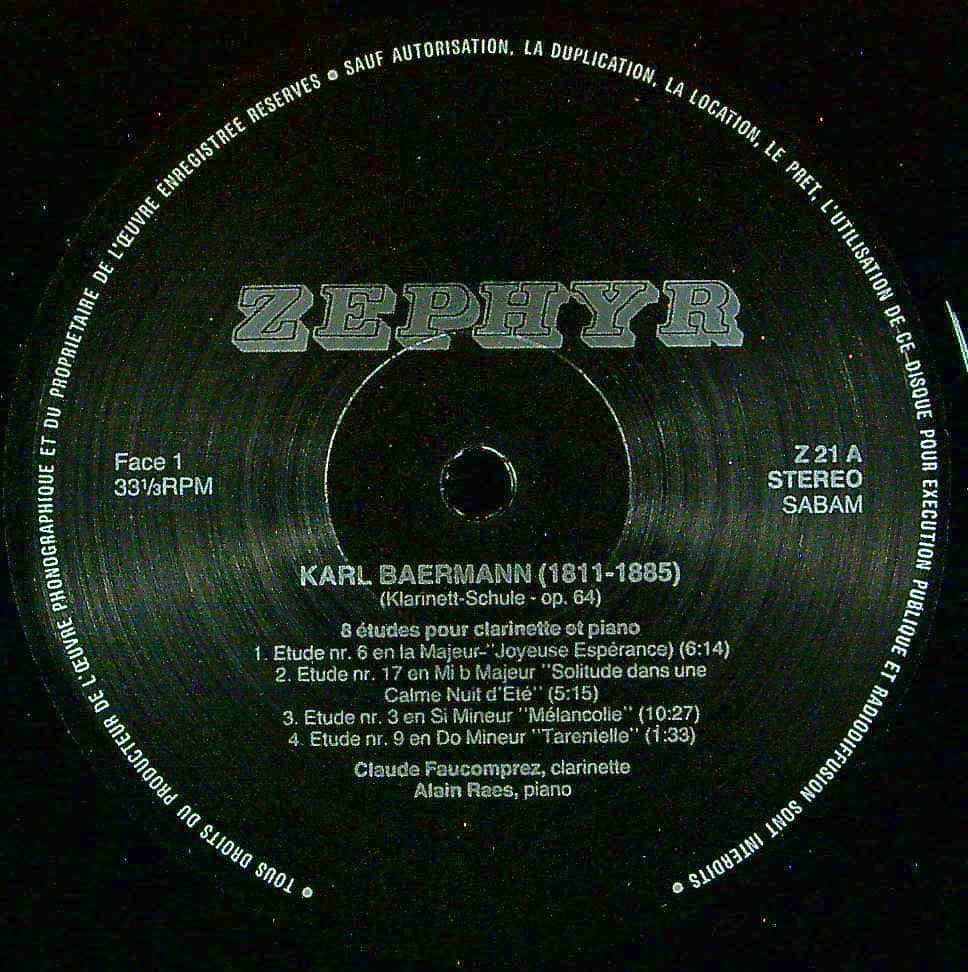 TOUS DROITS DU PRODUCTEUR DE L'ŒUVRE PHONOGRAPHIQUE ET DU PROPRIETAIRE DE L'ŒUVRE ENREGISTREE RESERVES • SAUF AUTORISATION, LA DUPLICATION, LA LOCATION, LE PRET, L'UTILISATION DE CE DISQUE POUR EXECUTION PUBLIQUE ET RADIODIFFUSION SONT INTERDITS
ZEPHYR
Face 1
33⅓RPM
Z 21 A
STEREO
SABAM
KARL BAERMANN (1811-1885)
(Klarinett-Schule - op. 64)
8 études pour clarinette et piano
1. Etude nr. 6 en la Majeur-"Joyeuse Espérance) (6:14)
2. Etude nr. 17 en Mi b Majeur "Solitude dans une
Calme Nuit d'Eté" (5:15)
3. Etude nr. 3 en Si Mineur "Mélancolie" (10:27)
4. Etude nr. 9 en Do Mineur "Tarentelle" (1:33)
Claude Faucomprez, clarinette
Alain Raes, piano